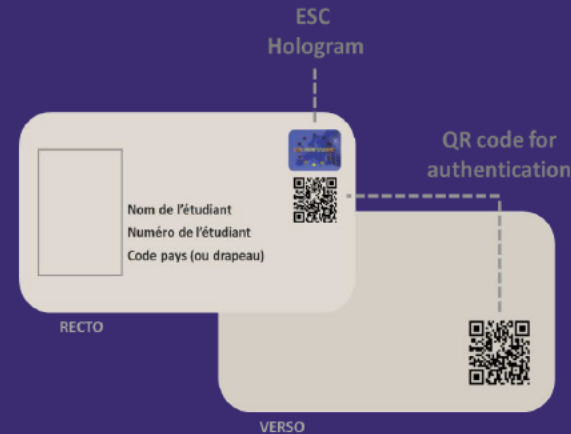 ESC
Hologram
QR code for
authentication
Nom de l'étudiant
Numéro de l'étudiant
Code pays (ou drapeau)
RECTO
VERSO